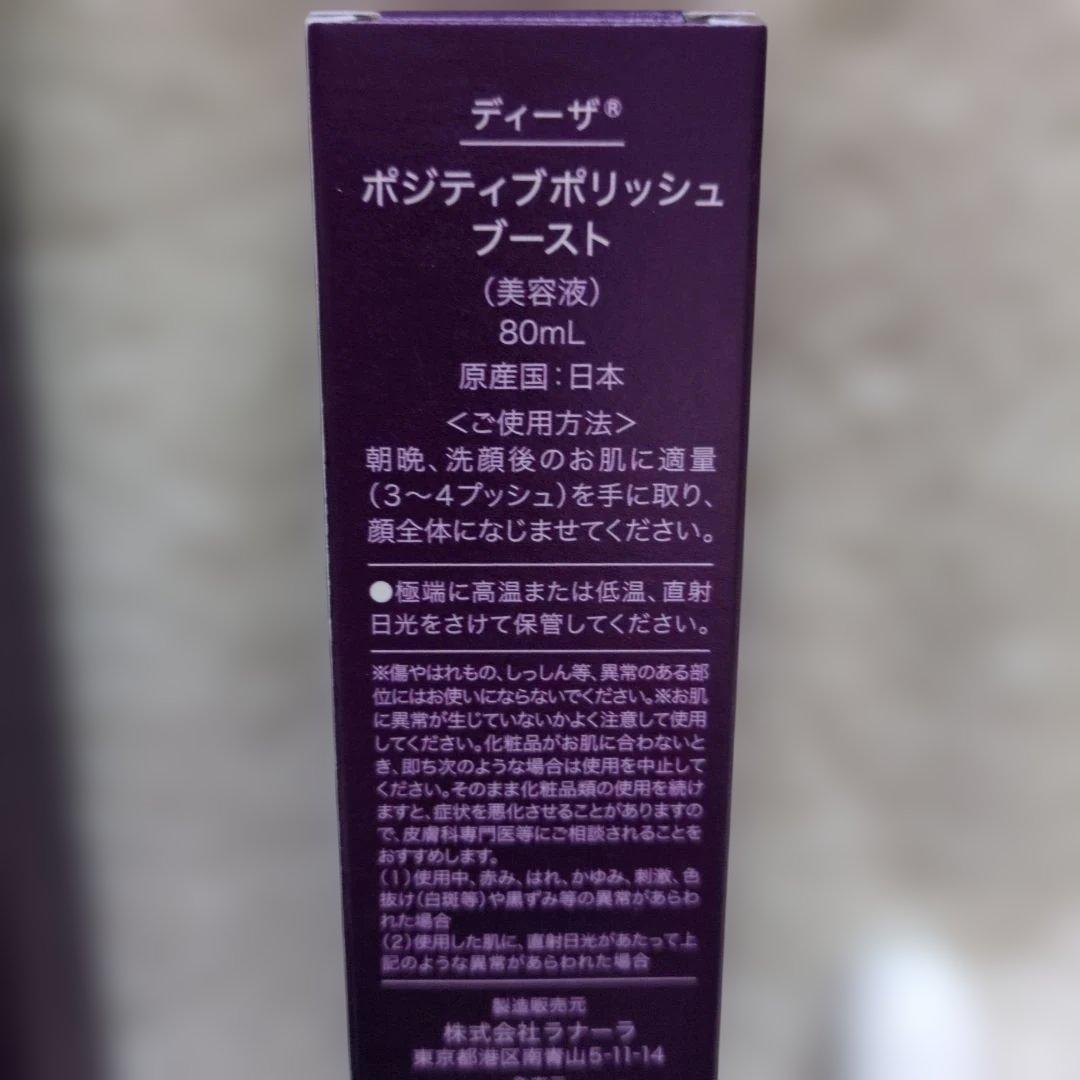 ディーザ®
ポジティブポリッシュ
ブースト
（美容液）
80mL
原産国：日本
＜ご使用方法＞
朝晩、洗顔後のお肌に適量
（3〜4プッシュ）を手に取り、
顔全体になじませてください。
●極端に高温または低温、直射
日光をさけて保管してください。
※傷やはれもの、しっしん等、異常のある部
位にはお使いにならないでください。※お肌
に異常が生じていないかよく注意して使用
してください。化粧品がお肌に合わないと
き、即ち次のような場合は使用を中止して
ください。そのまま化粧品類の使用を続け
ますと、症状を悪化させることがありますの
で、皮膚科専門医等にご相談されることを
おすすめします。
（1）使用中、赤み、はれ、かゆみ、刺激、色
抜け（白斑等）や黒ずみ等の異常があらわ
れた場合
（2）使用した肌に、直射日光があたって上
記のような異常があらわれた場合
製造販売元
株式会社ラナーラ
東京都港区南青山5-11-14